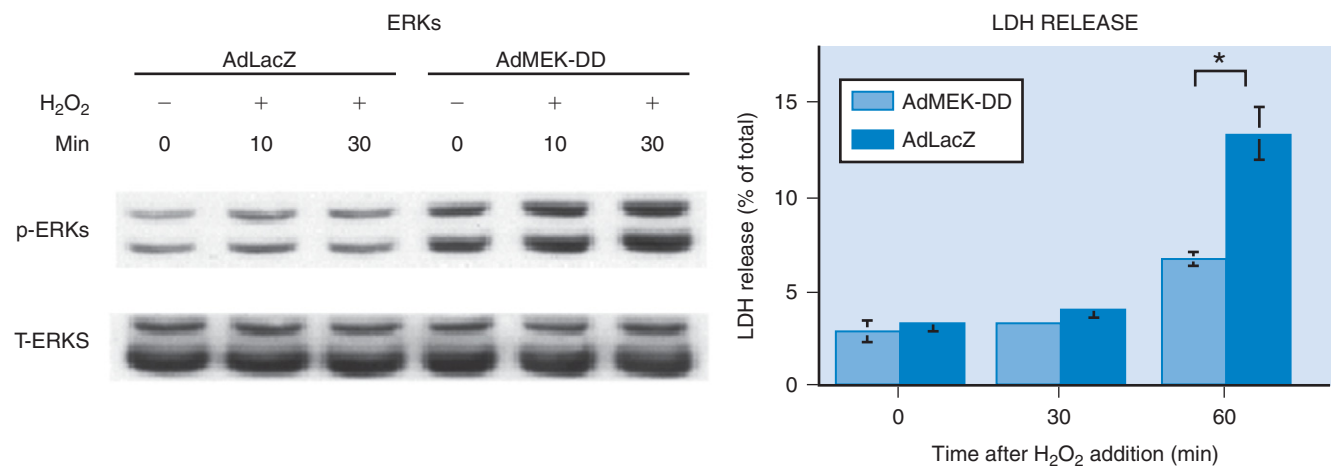 ERKs
AdLacZ AdMEK-DD
H₂O₂ − + + − + +
Min 0 10 30 0 10 30
p-ERKs
T-ERKS
LDH RELEASE
LDH release (% of total)
15
10
5
0
*
AdMEK-DD
AdLacZ
0 30 60
Time after H₂O₂ addition (min)